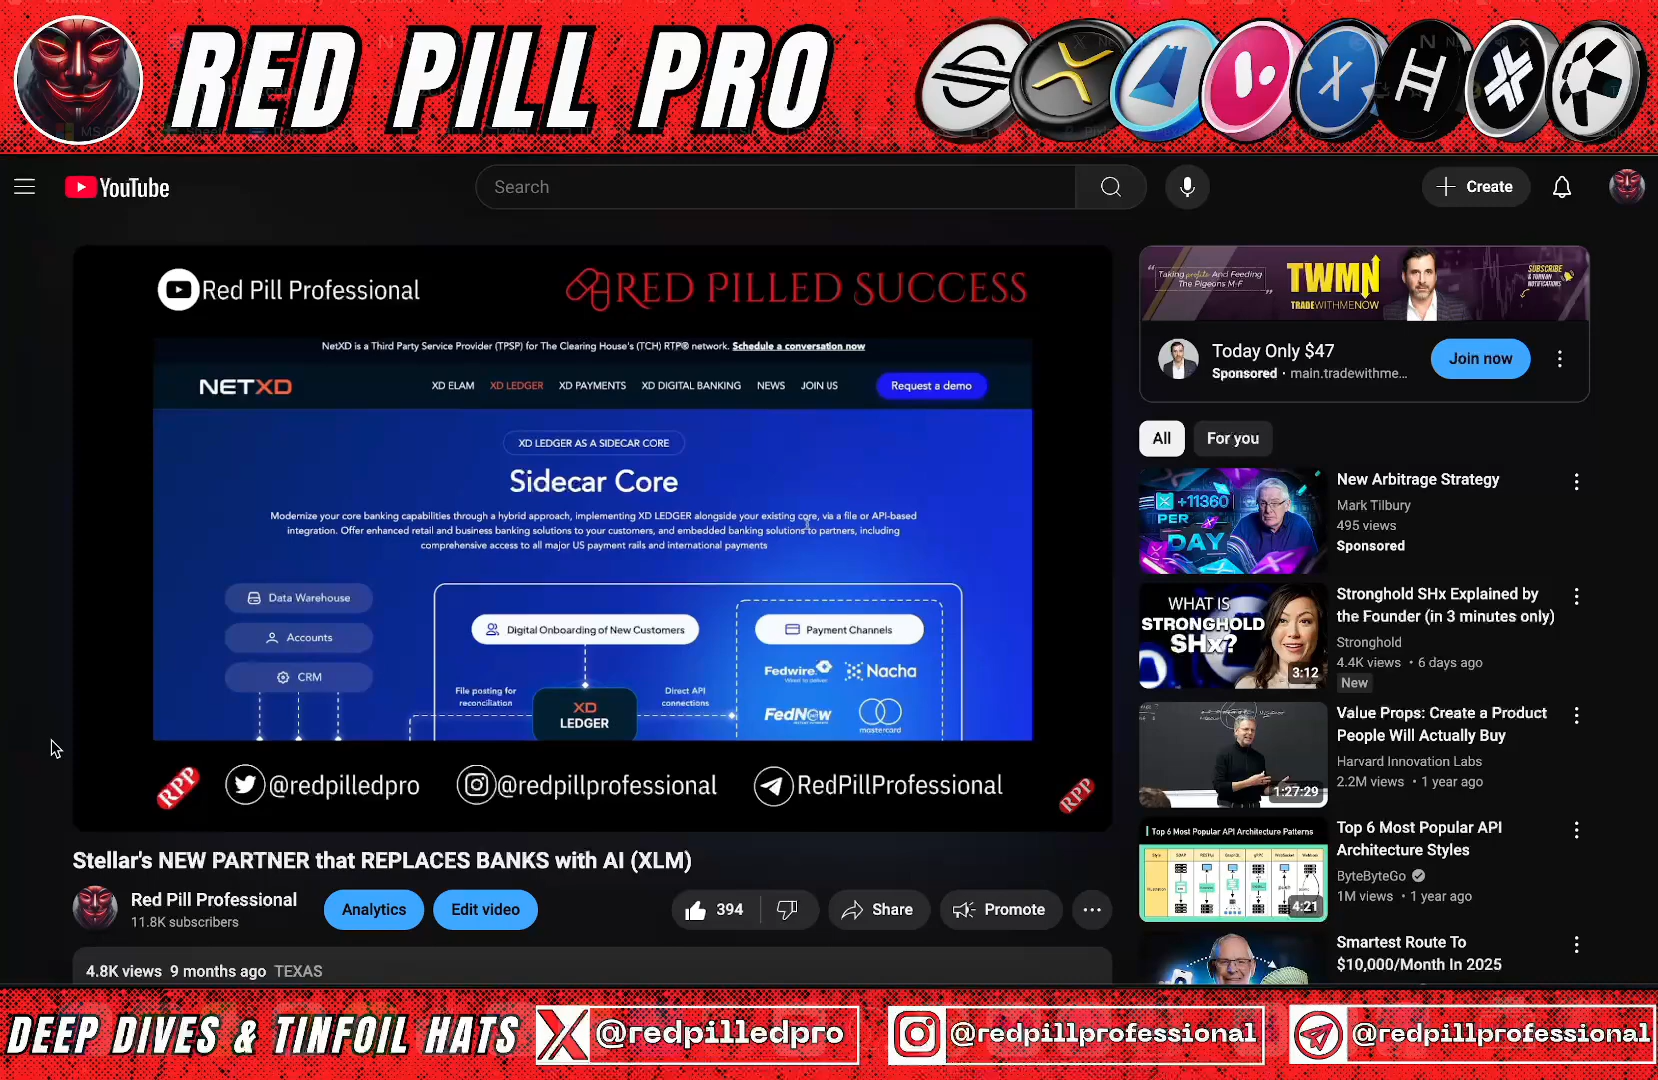 RED PILL PRO
YouTube
Search
Create
Red Pill Professional
RED PILLED SUCCESS
NetXD is a Third Party Service Provider (TPSP) for The Clearing House's (TCH) RTP® network. Schedule a conversation now
NETXD
XD ELAM
XD LEDGER
XD PAYMENTS
XD DIGITAL BANKING
NEWS
JOIN US
Request a demo
XD LEDGER AS A SIDECAR CORE
Sidecar Core
Modernize your core banking capabilities through a hybrid approach, implementing XD LEDGER alongside your existing core, via a file or API-based
integration. Offer enhanced retail and business banking solutions to your customers, and embedded banking solutions to partners, including
comprehensive access to all major US payment rails and international payments
Data Warehouse
Accounts
CRM
Digital Onboarding of New Customers
Payment Channels
File posting for
reconciliation
XD
LEDGER
Direct API
connections
Fedwire
Nacha
FedNow
mastercard
RPP
@redpilledpro
@redpillprofessional
RedPillProfessional
RPP
Stellar's NEW PARTNER that REPLACES BANKS with AI (XLM)
Red Pill Professional
11.8K subscribers
Analytics
Edit video
394
Share
Promote
4.8K views 9 months ago TEXAS
"Taking profits And Feeding
The Pigeons M-F"
TWMN
TRADEWITHMENOW
SUBSCRIBE
& TURN ON
NOTIFICATIONS
Today Only $47
Sponsored · main.tradewithme...
Join now
All
For you
+11360
PER
DAY
New Arbitrage Strategy
Mark Tilbury
495 views
Sponsored
WHAT IS
STRONGHOLD
SHx?
3:12
Stronghold SHx Explained by
the Founder (in 3 minutes only)
Stronghold
4.4K views · 6 days ago
New
1:27:29
Value Props: Create a Product
People Will Actually Buy
Harvard Innovation Labs
2.2M views · 1 year ago
Top 6 Most Popular API Architecture Patterns
4:21
Top 6 Most Popular API
Architecture Styles
ByteByteGo
1M views · 1 year ago
Smartest Route To
$10,000/Month In 2025
DEEP DIVES & TINFOIL HATS
@redpilledpro
@redpillprofessional
@redpillprofessional